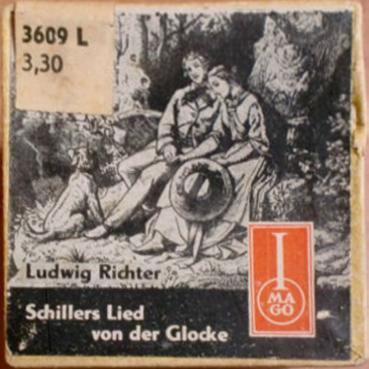 3609 L
3,30
Ludwig Richter
Schillers Lied
von der Glocke
I
MA
GO